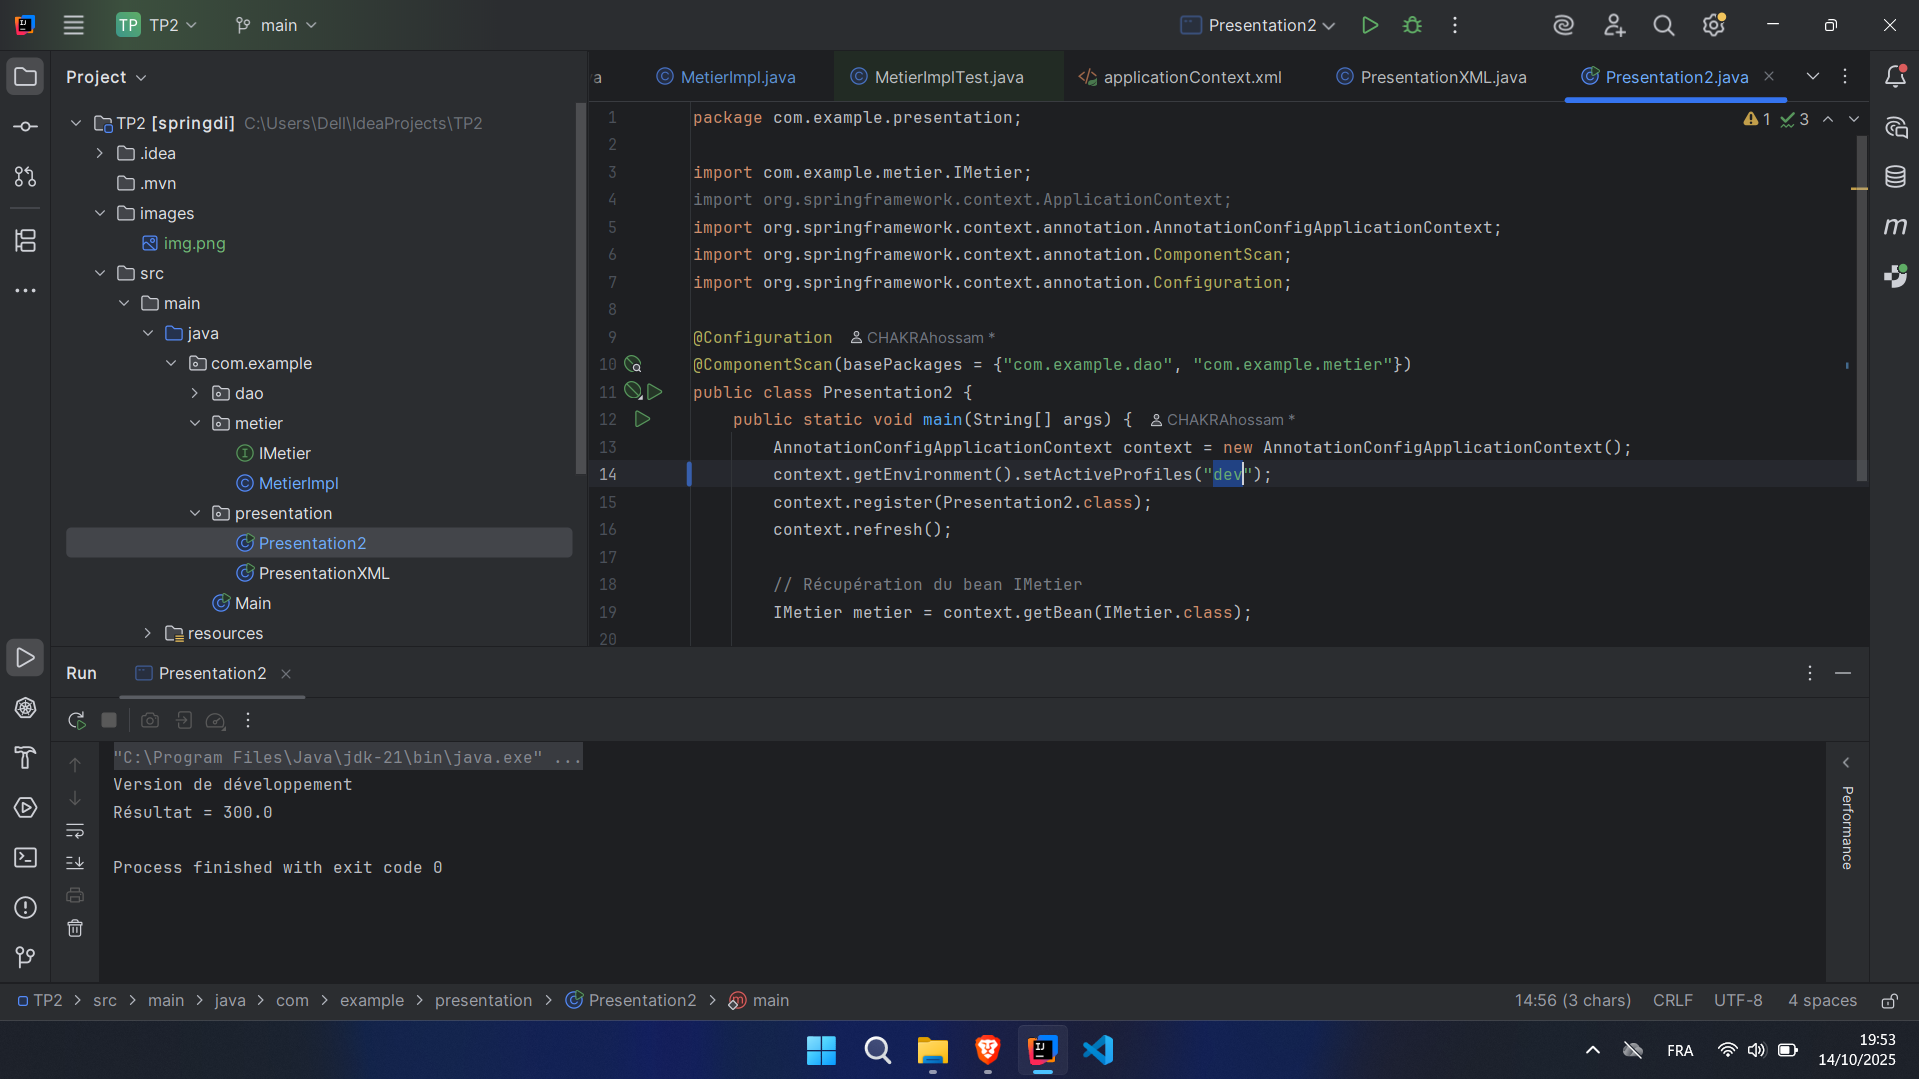 TP TP2 main Presentation2
Project
a MetierImpl.java MetierImplTest.java applicationContext.xml PresentationXML.java Presentation2.java
TP2 [springdi] C:\Users\Dell\IdeaProjects\TP2
.idea
.mvn
images
img.png
src
main
java
com.example
dao
metier
IMetier
MetierImpl
presentation
Presentation2
PresentationXML
Main
resources
1 package com.example.presentation; 1 3
2
3 import com.example.metier.IMetier;
4 import org.springframework.context.ApplicationContext;
5 import org.springframework.context.annotation.AnnotationConfigApplicationContext;
6 import org.springframework.context.annotation.ComponentScan;
7 import org.springframework.context.annotation.Configuration;
8
9 @Configuration CHAKRAhossam *
10 @ComponentScan(basePackages = {"com.example.dao", "com.example.metier"})
11 public class Presentation2 {
12 public static void main(String[] args) { CHAKRAhossam *
13 AnnotationConfigApplicationContext context = new AnnotationConfigApplicationContext();
14 context.getEnvironment().setActiveProfiles("dev");
15 context.register(Presentation2.class);
16 context.refresh();
17
18 // Récupération du bean IMetier
19 IMetier metier = context.getBean(IMetier.class);
20
Run Presentation2
"C:\Program Files\Java\jdk-21\bin\java.exe" ...
Version de développement
Résultat = 300.0
Process finished with exit code 0
Performance
TP2 > src > main > java > com > example > presentation > Presentation2 > main 14:56 (3 chars) CRLF UTF-8 4 spaces
FRA 19:53
14/10/2025